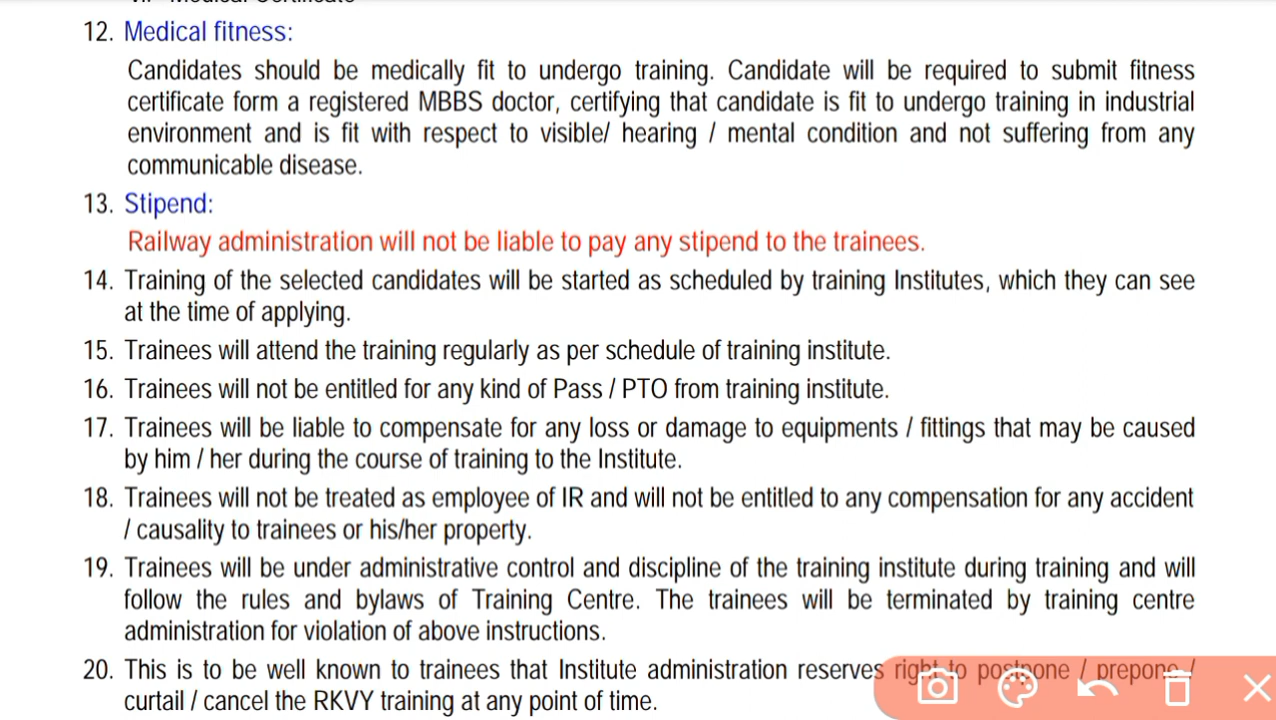 12. Medical fitness:
Candidates should be medically fit to undergo training. Candidate will be required to submit fitness
certificate form a registered MBBS doctor, certifying that candidate is fit to undergo training in industrial
environment and is fit with respect to visible/ hearing / mental condition and not suffering from any
communicable disease.
13. Stipend:
Railway administration will not be liable to pay any stipend to the trainees.
14. Training of the selected candidates will be started as scheduled by training Institutes, which they can see
at the time of applying.
15. Trainees will attend the training regularly as per schedule of training institute.
16. Trainees will not be entitled for any kind of Pass / PTO from training institute.
17. Trainees will be liable to compensate for any loss or damage to equipments / fittings that may be caused
by him / her during the course of training to the Institute.
18. Trainees will not be treated as employee of IR and will not be entitled to any compensation for any accident
/ causality to trainees or his/her property.
19. Trainees will be under administrative control and discipline of the training institute during training and will
follow the rules and bylaws of Training Centre. The trainees will be terminated by training centre
administration for violation of above instructions.
20. This is to be well known to trainees that Institute administration reserves right to postpone / prepone /
curtail / cancel the RKVY training at any point of time.